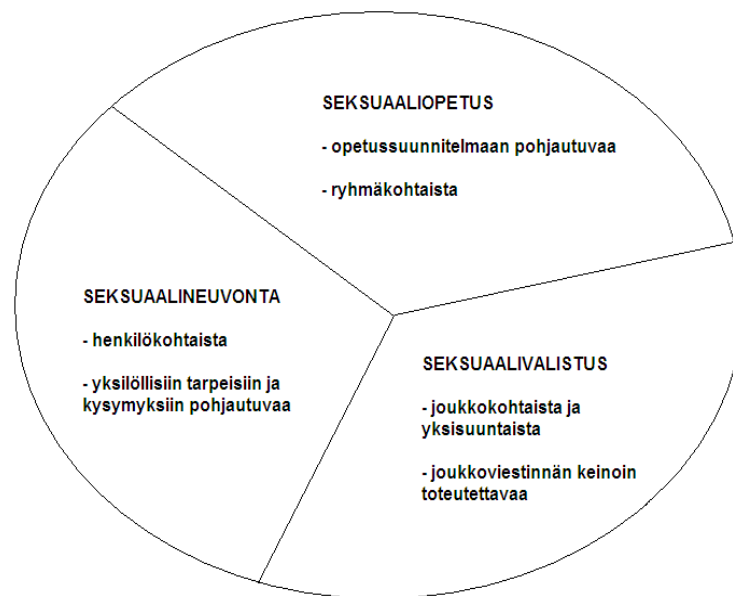 SEKSUAALIOPETUS
- opetussuunnitelmaan pohjautuvaa
- ryhmäkohtaista
SEKSUAALINEUVONTA
- henkilökohtaista
- yksilöllisiin tarpeisiin ja
kysymyksiin pohjautuvaa
SEKSUAALIVALISTUS
- joukkokohtaista ja
yksisuuntaista
- joukkoviestinnän keinoin
toteutettavaa